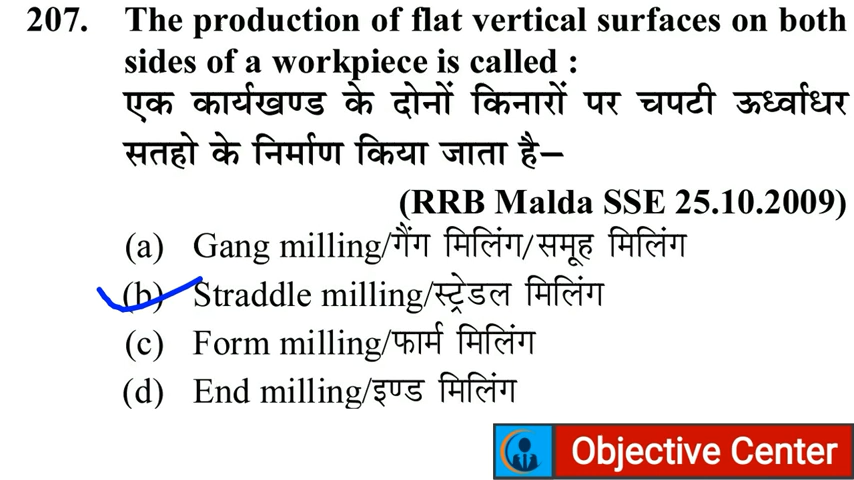 207. The production of flat vertical surfaces on both
sides of a workpiece is called :
एक कार्यखण्ड के दोनों किनारों पर चपटी ऊर्ध्वाधर
सतहो के निर्माण किया जाता है–
(RRB Malda SSE 25.10.2009)
(a) Gang milling/गैंग मिलिंग/समूह मिलिंग
(b) Straddle milling/स्ट्रेडल मिलिंग
(c) Form milling/फार्म मिलिंग
(d) End milling/इण्ड मिलिंग
Objective Center